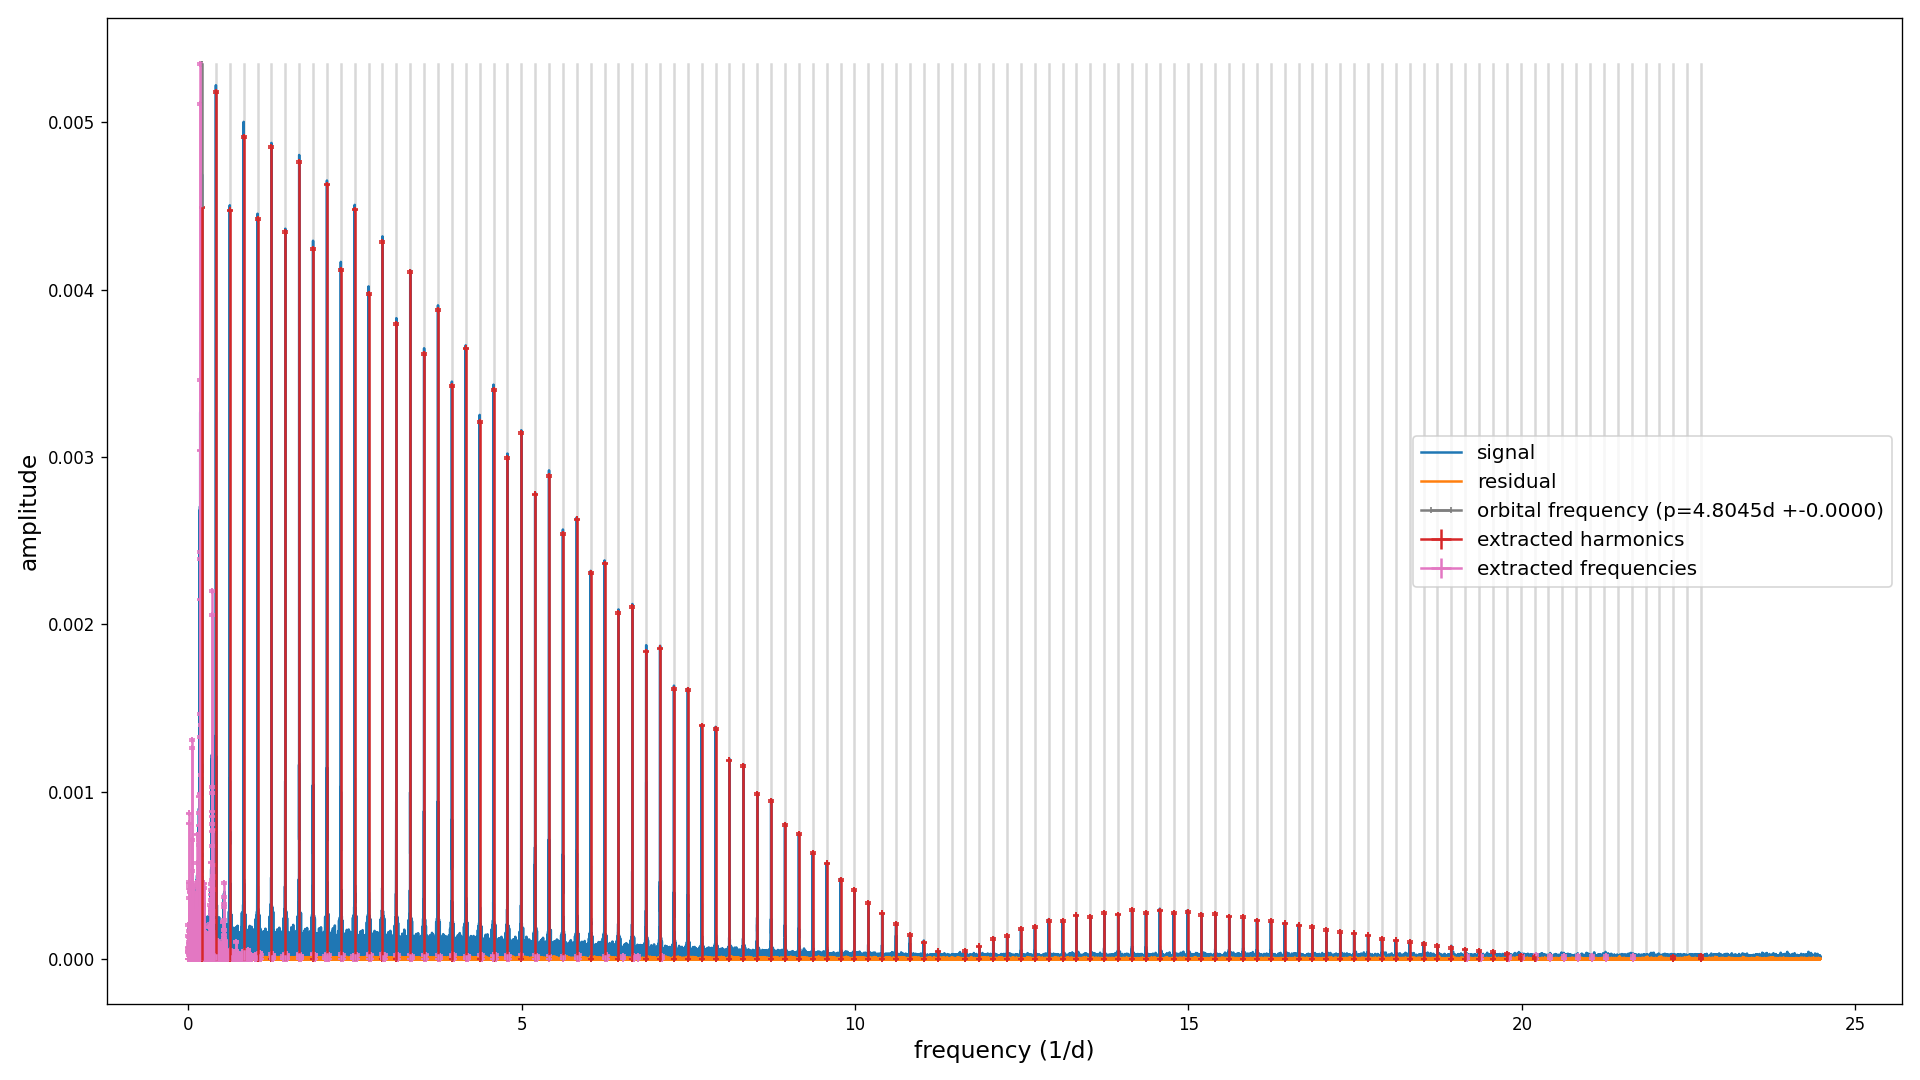 0.005
0.004
0.003
0.002
0.001
0.000
amplitude
0
5
10
15
20
25
frequency (1/d)
signal
residual
orbital frequency (p=4.8045d +-0.0000)
extracted harmonics
extracted frequencies